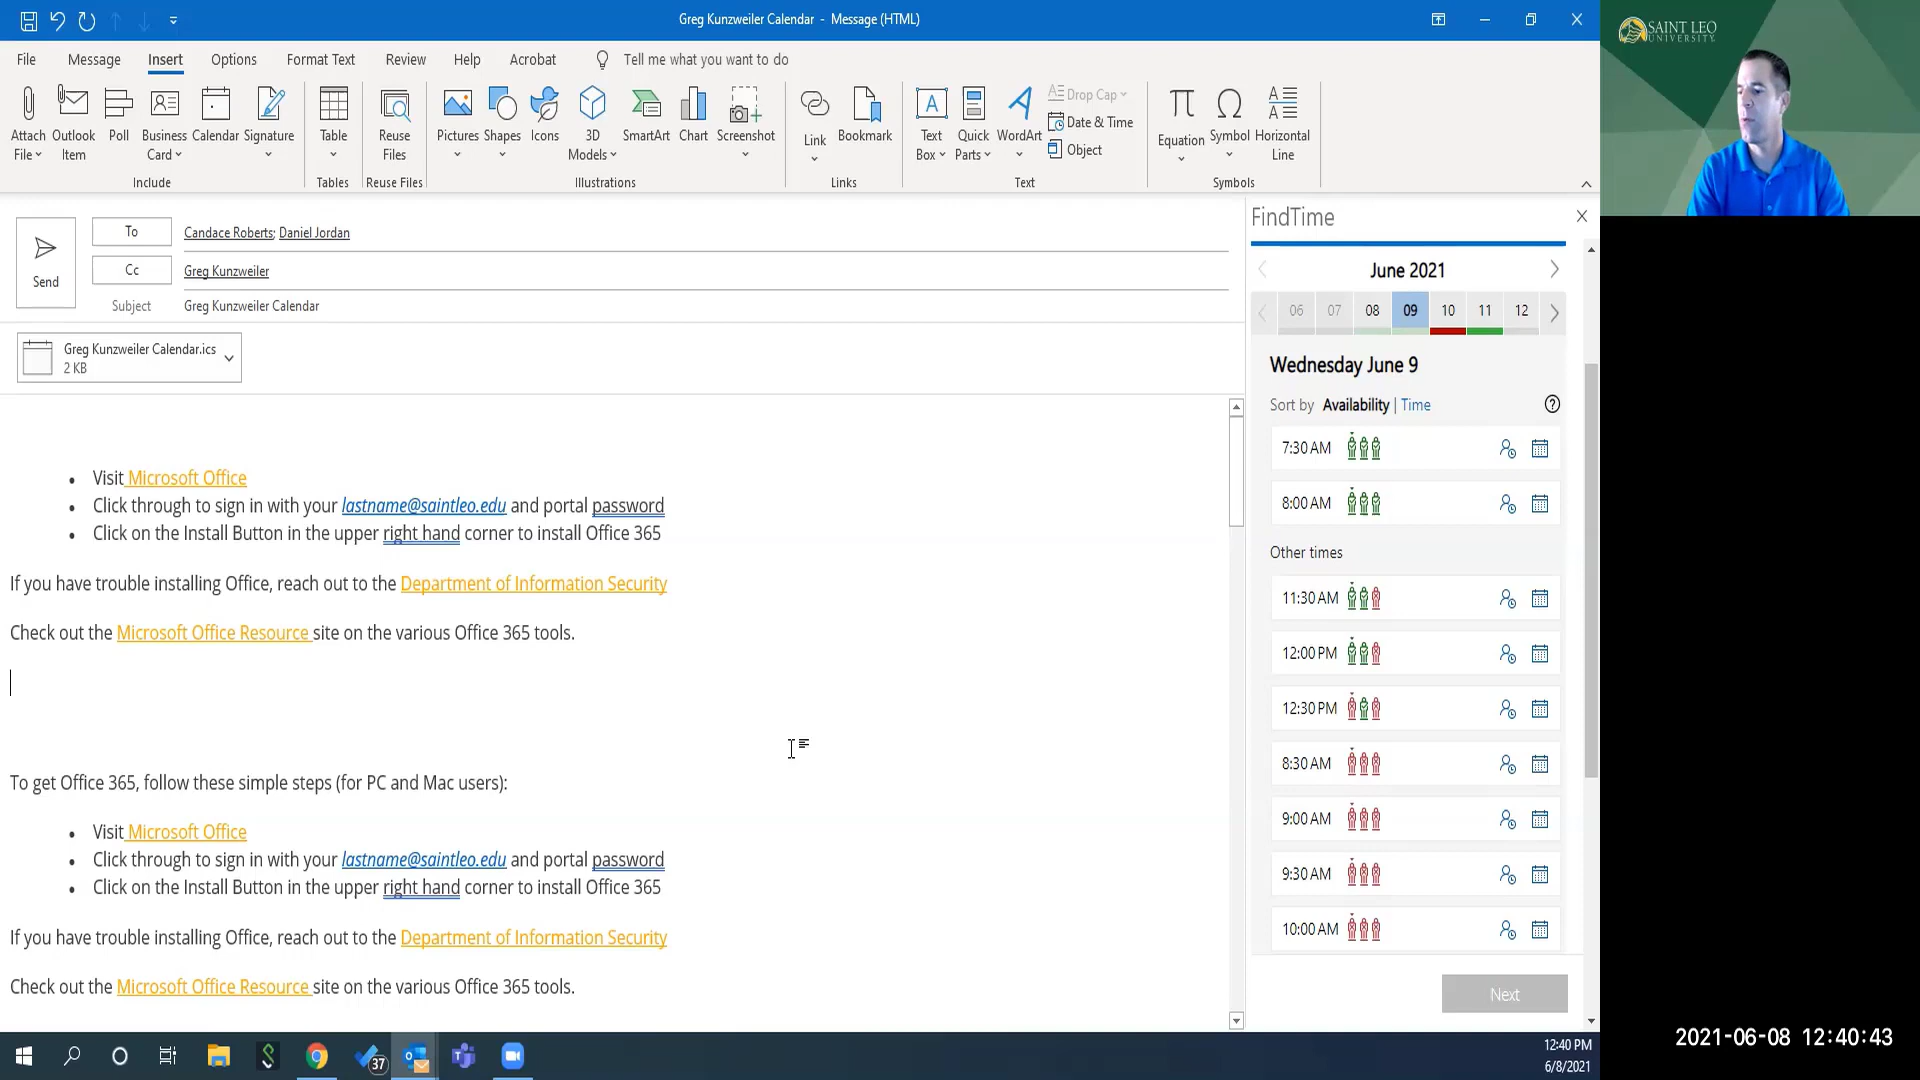 Greg Kunzweiler Calendar - Message (HTML)
File Message Insert Options Format Text Review Help Acrobat Tell me what you want to do
Attach File
Outlook Item
Poll
Business Card
Calendar
Signature
Table
Reuse Files
Pictures
Shapes
Icons
3D Models
SmartArt
Chart
Screenshot
Link
Bookmark
Text Box
Quick Parts
WordArt
Drop Cap
Date & Time
Object
Equation
Symbol
Horizontal Line
Include
Tables
Reuse Files
Illustrations
Links
Text
Symbols
Send
To
Candace Roberts; Daniel Jordan
Cc
Greg Kunzweiler
Subject
Greg Kunzweiler Calendar
Greg Kunzweiler Calendar.ics
2 KB
• Visit Microsoft Office
• Click through to sign in with your lastname@saintleo.edu and portal password
• Click on the Install Button in the upper right hand corner to install Office 365
If you have trouble installing Office, reach out to the Department of Information Security
Check out the Microsoft Office Resource site on the various Office 365 tools.
To get Office 365, follow these simple steps (for PC and Mac users):
• Visit Microsoft Office
• Click through to sign in with your lastname@saintleo.edu and portal password
• Click on the Install Button in the upper right hand corner to install Office 365
If you have trouble installing Office, reach out to the Department of Information Security
Check out the Microsoft Office Resource site on the various Office 365 tools.
FindTime
June 2021
06 07 08 09 10 11 12
Wednesday June 9
Sort by Availability | Time
7:30 AM
8:00 AM
Other times
11:30 AM
12:00 PM
12:30 PM
8:30 AM
9:00 AM
9:30 AM
10:00 AM
Next
37
12:40 PM
6/8/2021
SAINT LEO
UNIVERSITY
2021-06-08 12:40:43